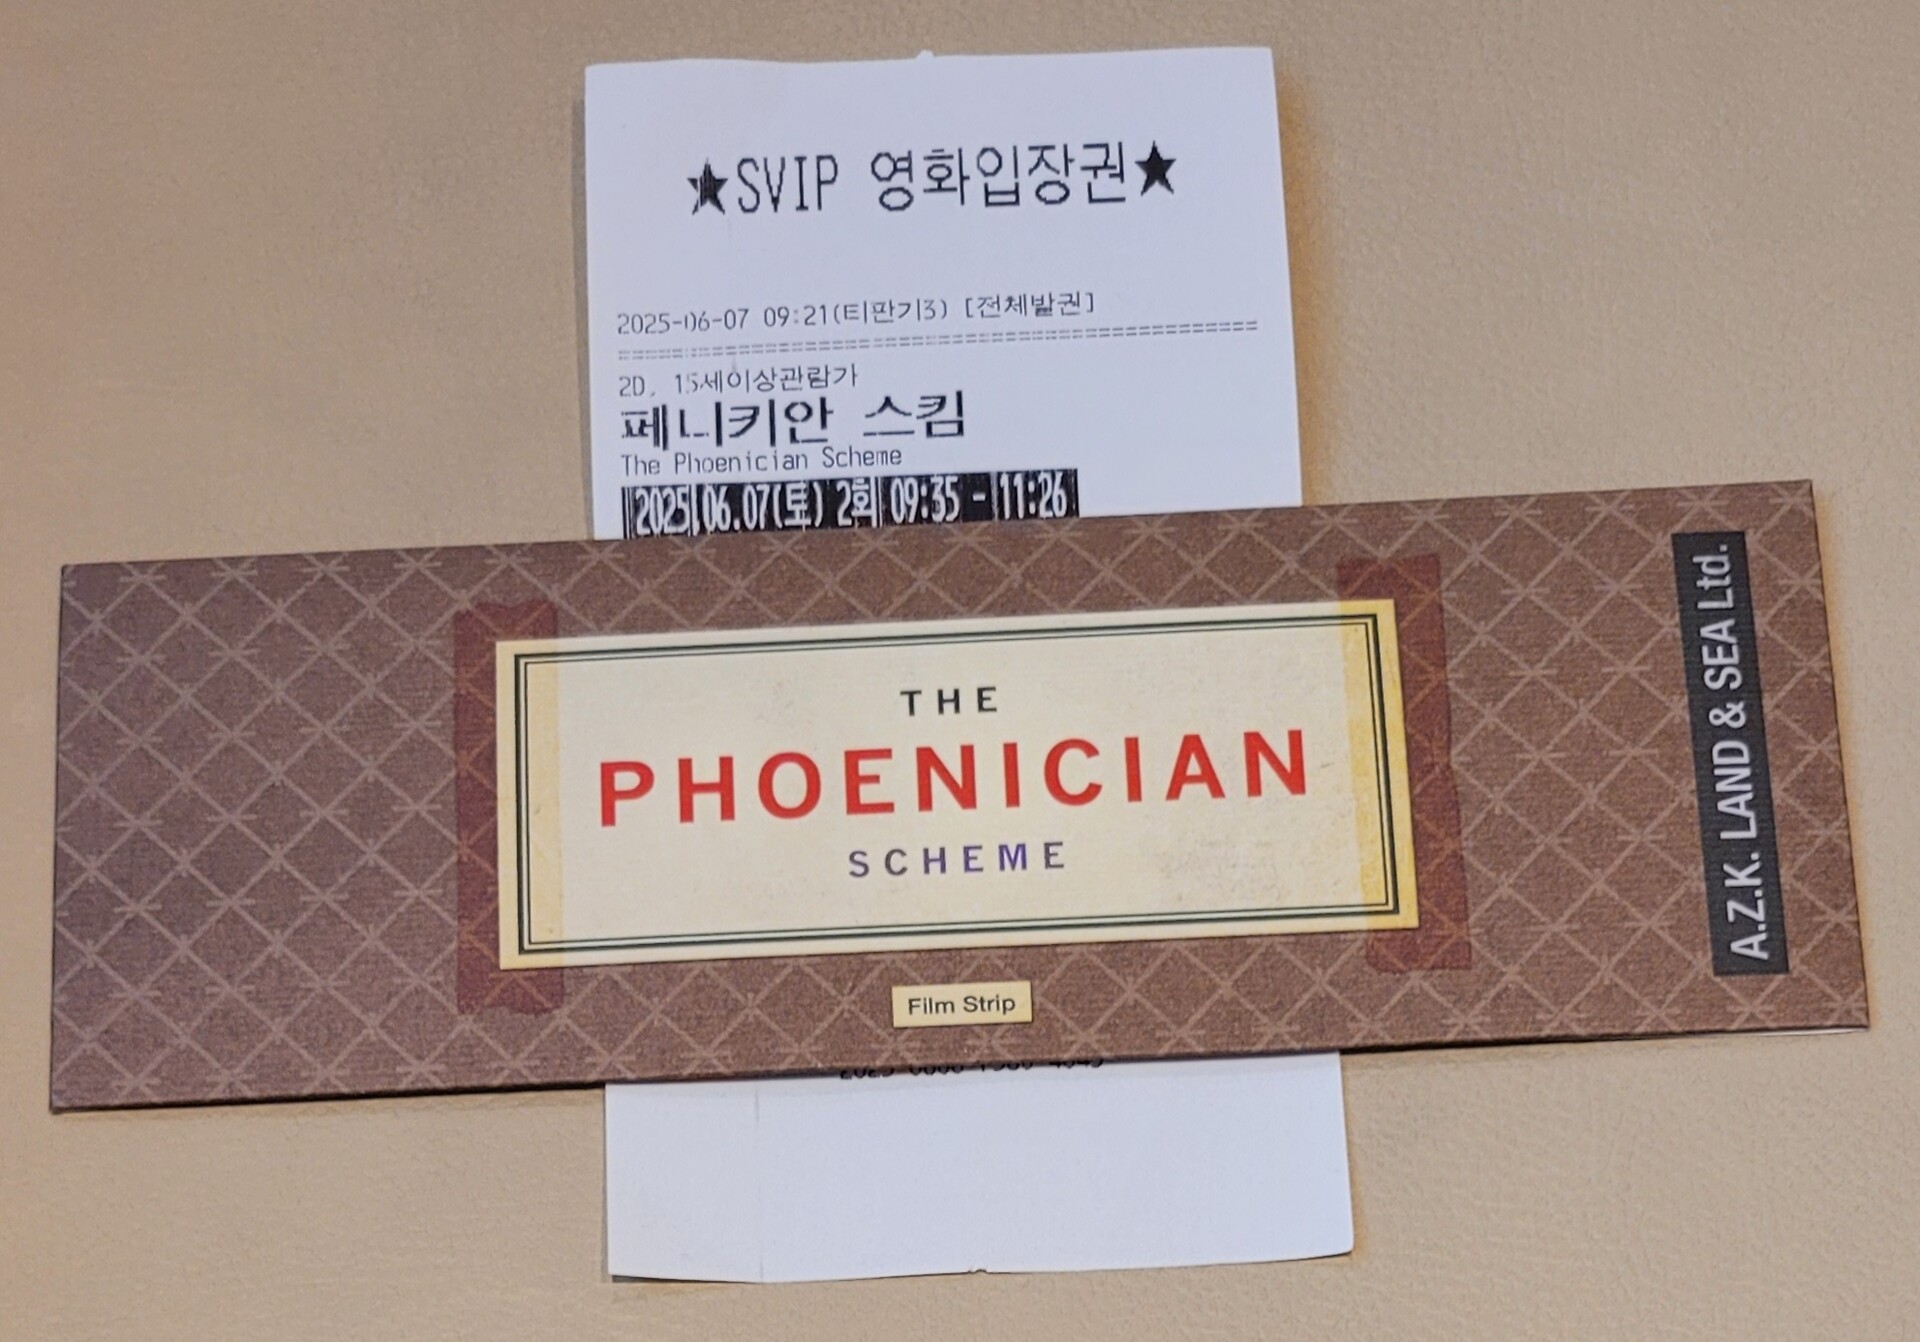 ★SVIP 영화입장권★
2025-06-07 09:21(티판기3) [전체발권]
================================================
2D, 15세이상관람가
페니키안 스킴
The Phoenician Scheme
2025.06.07(토) 2회 09:35 - 11:26
THE
PHOENICIAN
SCHEME
Film Strip
A.Z.K. LAND & SEA Ltd.